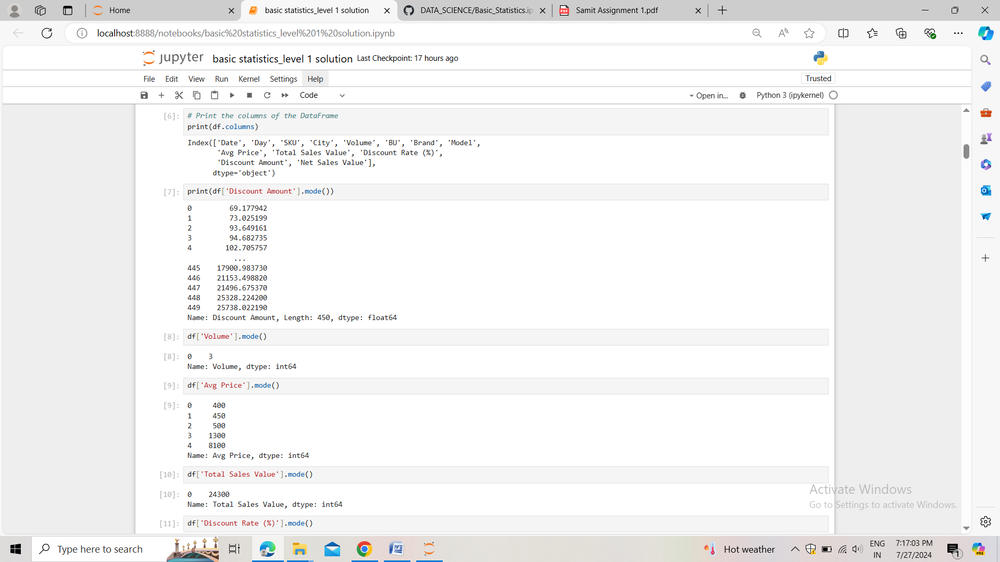 Home
basic statistics_level 1 solution
DATA_SCIENCE/Basic_Statistics.ip
Samit Assignment 1.pdf
localhost:8888/notebooks/basic%20statistics_level%201%20solution.ipynb
jupyter basic statistics_level 1 solution Last Checkpoint: 17 hours ago
File Edit View Run Kernel Settings Help Trusted
Code Open in... Python 3 (ipykernel)
[6]: # Print the columns of the DataFrame
print(df.columns)
Index(['Date', 'Day', 'SKU', 'City', 'Volume', 'BU', 'Brand', 'Model',
'Avg Price', 'Total Sales Value', 'Discount Rate (%)',
'Discount Amount', 'Net Sales Value'],
dtype='object')
[7]: print(df['Discount Amount'].mode())
0 69.177942
1 73.025199
2 93.649161
3 94.682735
4 102.705757
...
445 17900.983730
446 21153.498820
447 21496.675370
448 25328.224200
449 25738.022190
Name: Discount Amount, Length: 450, dtype: float64
[8]: df['Volume'].mode()
[8]: 0 3
Name: Volume, dtype: int64
[9]: df['Avg Price'].mode()
[9]: 0 400
1 450
2 500
3 1300
4 8100
Name: Avg Price, dtype: int64
[10]: df['Total Sales Value'].mode()
[10]: 0 24300
Name: Total Sales Value, dtype: int64
[11]: df['Discount Rate (%)'].mode()
Activate Windows
Go to Settings to activate Windows.
Type here to search
Hot weather
ENG
IN
7:17:03 PM
7/27/2024
1
PRE